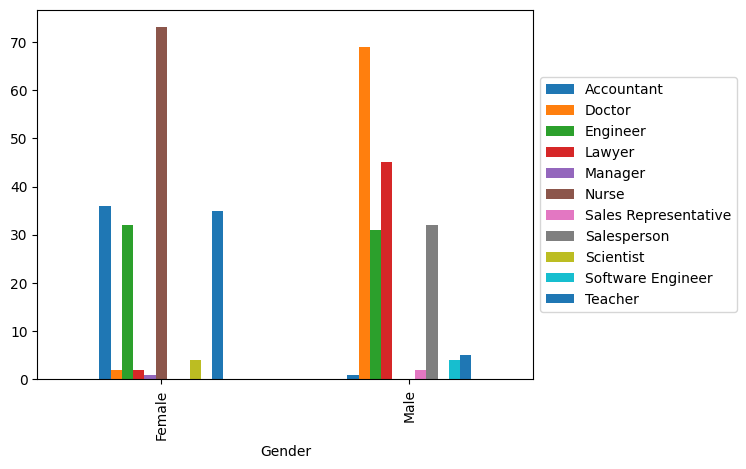 70
60
50
40
30
20
10
0
Female
Male
Gender
Accountant
Doctor
Engineer
Lawyer
Manager
Nurse
Sales Representative
Salesperson
Scientist
Software Engineer
Teacher